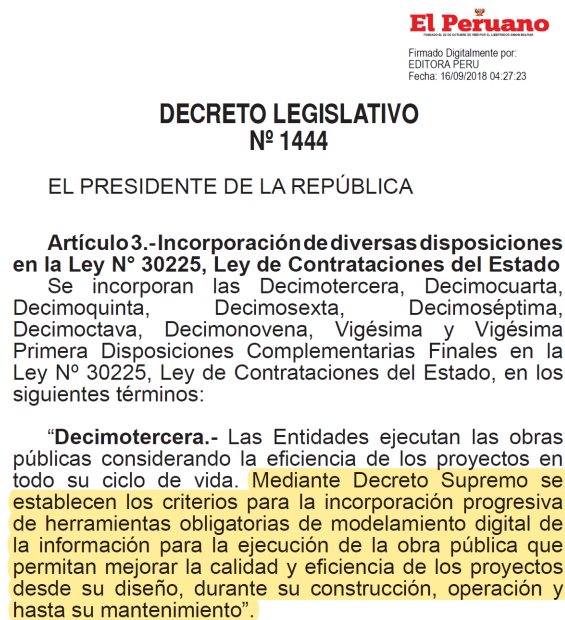 El Peruano
Firmado Digitalmente por:
EDITORA PERU
Fecha: 16/09/2018 04:27:23
DECRETO LEGISLATIVO
Nº 1444
EL PRESIDENTE DE LA REPÚBLICA
Artículo 3.- Incorporación de diversas disposiciones
en la Ley N° 30225, Ley de Contrataciones del Estado
Se incorporan las Decimotercera, Decimocuarta,
Decimoquinta, Decimosexta, Decimoséptima,
Decimoctava, Decimonovena, Vigésima y Vigésima
Primera Disposiciones Complementarias Finales en la
Ley Nº 30225, Ley de Contrataciones del Estado, en los
siguientes términos:
“Decimotercera.- Las Entidades ejecutan las obras
públicas considerando la eficiencia de los proyectos en
todo su ciclo de vida. Mediante Decreto Supremo se
establecen los criterios para la incorporación progresiva
de herramientas obligatorias de modelamiento digital de
la información para la ejecución de la obra pública que
permitan mejorar la calidad y eficiencia de los proyectos
desde su diseño, durante su construcción, operación y
hasta su mantenimiento”.